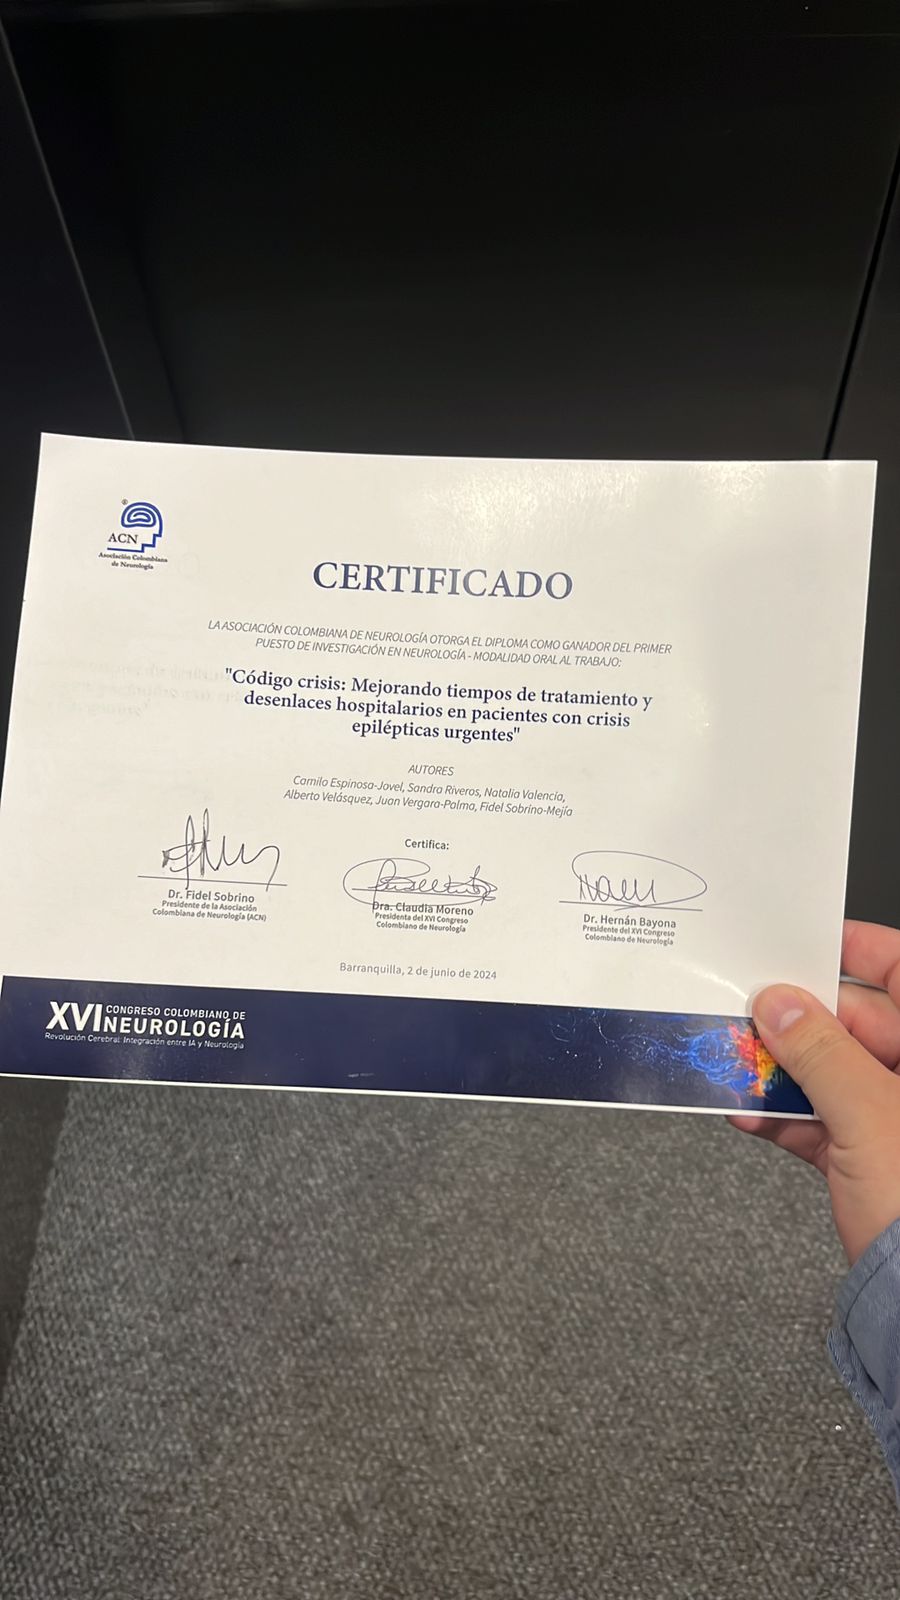 ACN
Asociación Colombiana
de Neurología
CERTIFICADO
LA ASOCIACIÓN COLOMBIANA DE NEUROLOGÍA OTORGA EL DIPLOMA COMO GANADOR DEL PRIMER
PUESTO DE INVESTIGACIÓN EN NEUROLOGÍA - MODALIDAD ORAL AL TRABAJO:
"Código crisis: Mejorando tiempos de tratamiento y
desenlaces hospitalarios en pacientes con crisis
epilépticas urgentes"
AUTORES
Camilo Espinosa-Jovel, Sandra Riveros, Natalia Valencia,
Alberto Velásquez, Juan Vergara-Palma, Fidel Sobrino-Mejía
Certifica:
Dr. Fidel Sobrino
Presidente de la Asociación
Colombiana de Neurología (ACN)
Dra. Claudia Moreno
Presidenta del XVI Congreso
Colombiano de Neurología
Dr. Hernán Bayona
Presidente del XVI Congreso
Colombiano de Neurología
Barranquilla, 2 de junio de 2024
XVI CONGRESO COLOMBIANO DE
NEUROLOGÍA
Revolución Cerebral: Integración entre IA y Neurología